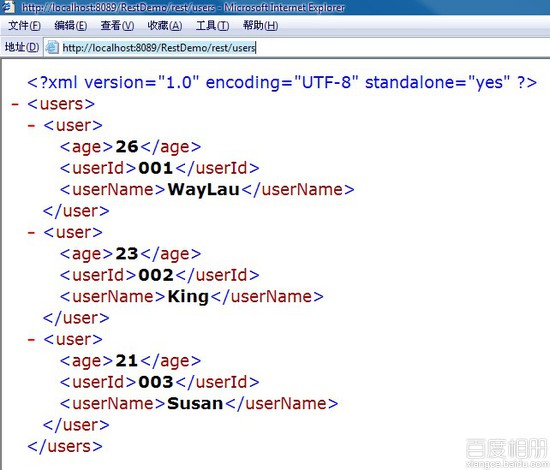 http://localhost:8089/RestDemo/rest/users - Microsoft Internet Explorer
文件(F) 编辑(E) 查看(V) 收藏(A) 工具(T) 帮助(H)
地址(D) http://localhost:8089/RestDemo/rest/users
<?xml version="1.0" encoding="UTF-8" standalone="yes" ?>
- <users>
- <user>
<age>26</age>
<userId>001</userId>
<userName>WayLau</userName>
</user>
- <user>
<age>23</age>
<userId>002</userId>
<userName>King</userName>
</user>
- <user>
<age>21</age>
<userId>003</userId>
<userName>Susan</userName>
</user>
</users>
百度相册
xiangce.baidu.com